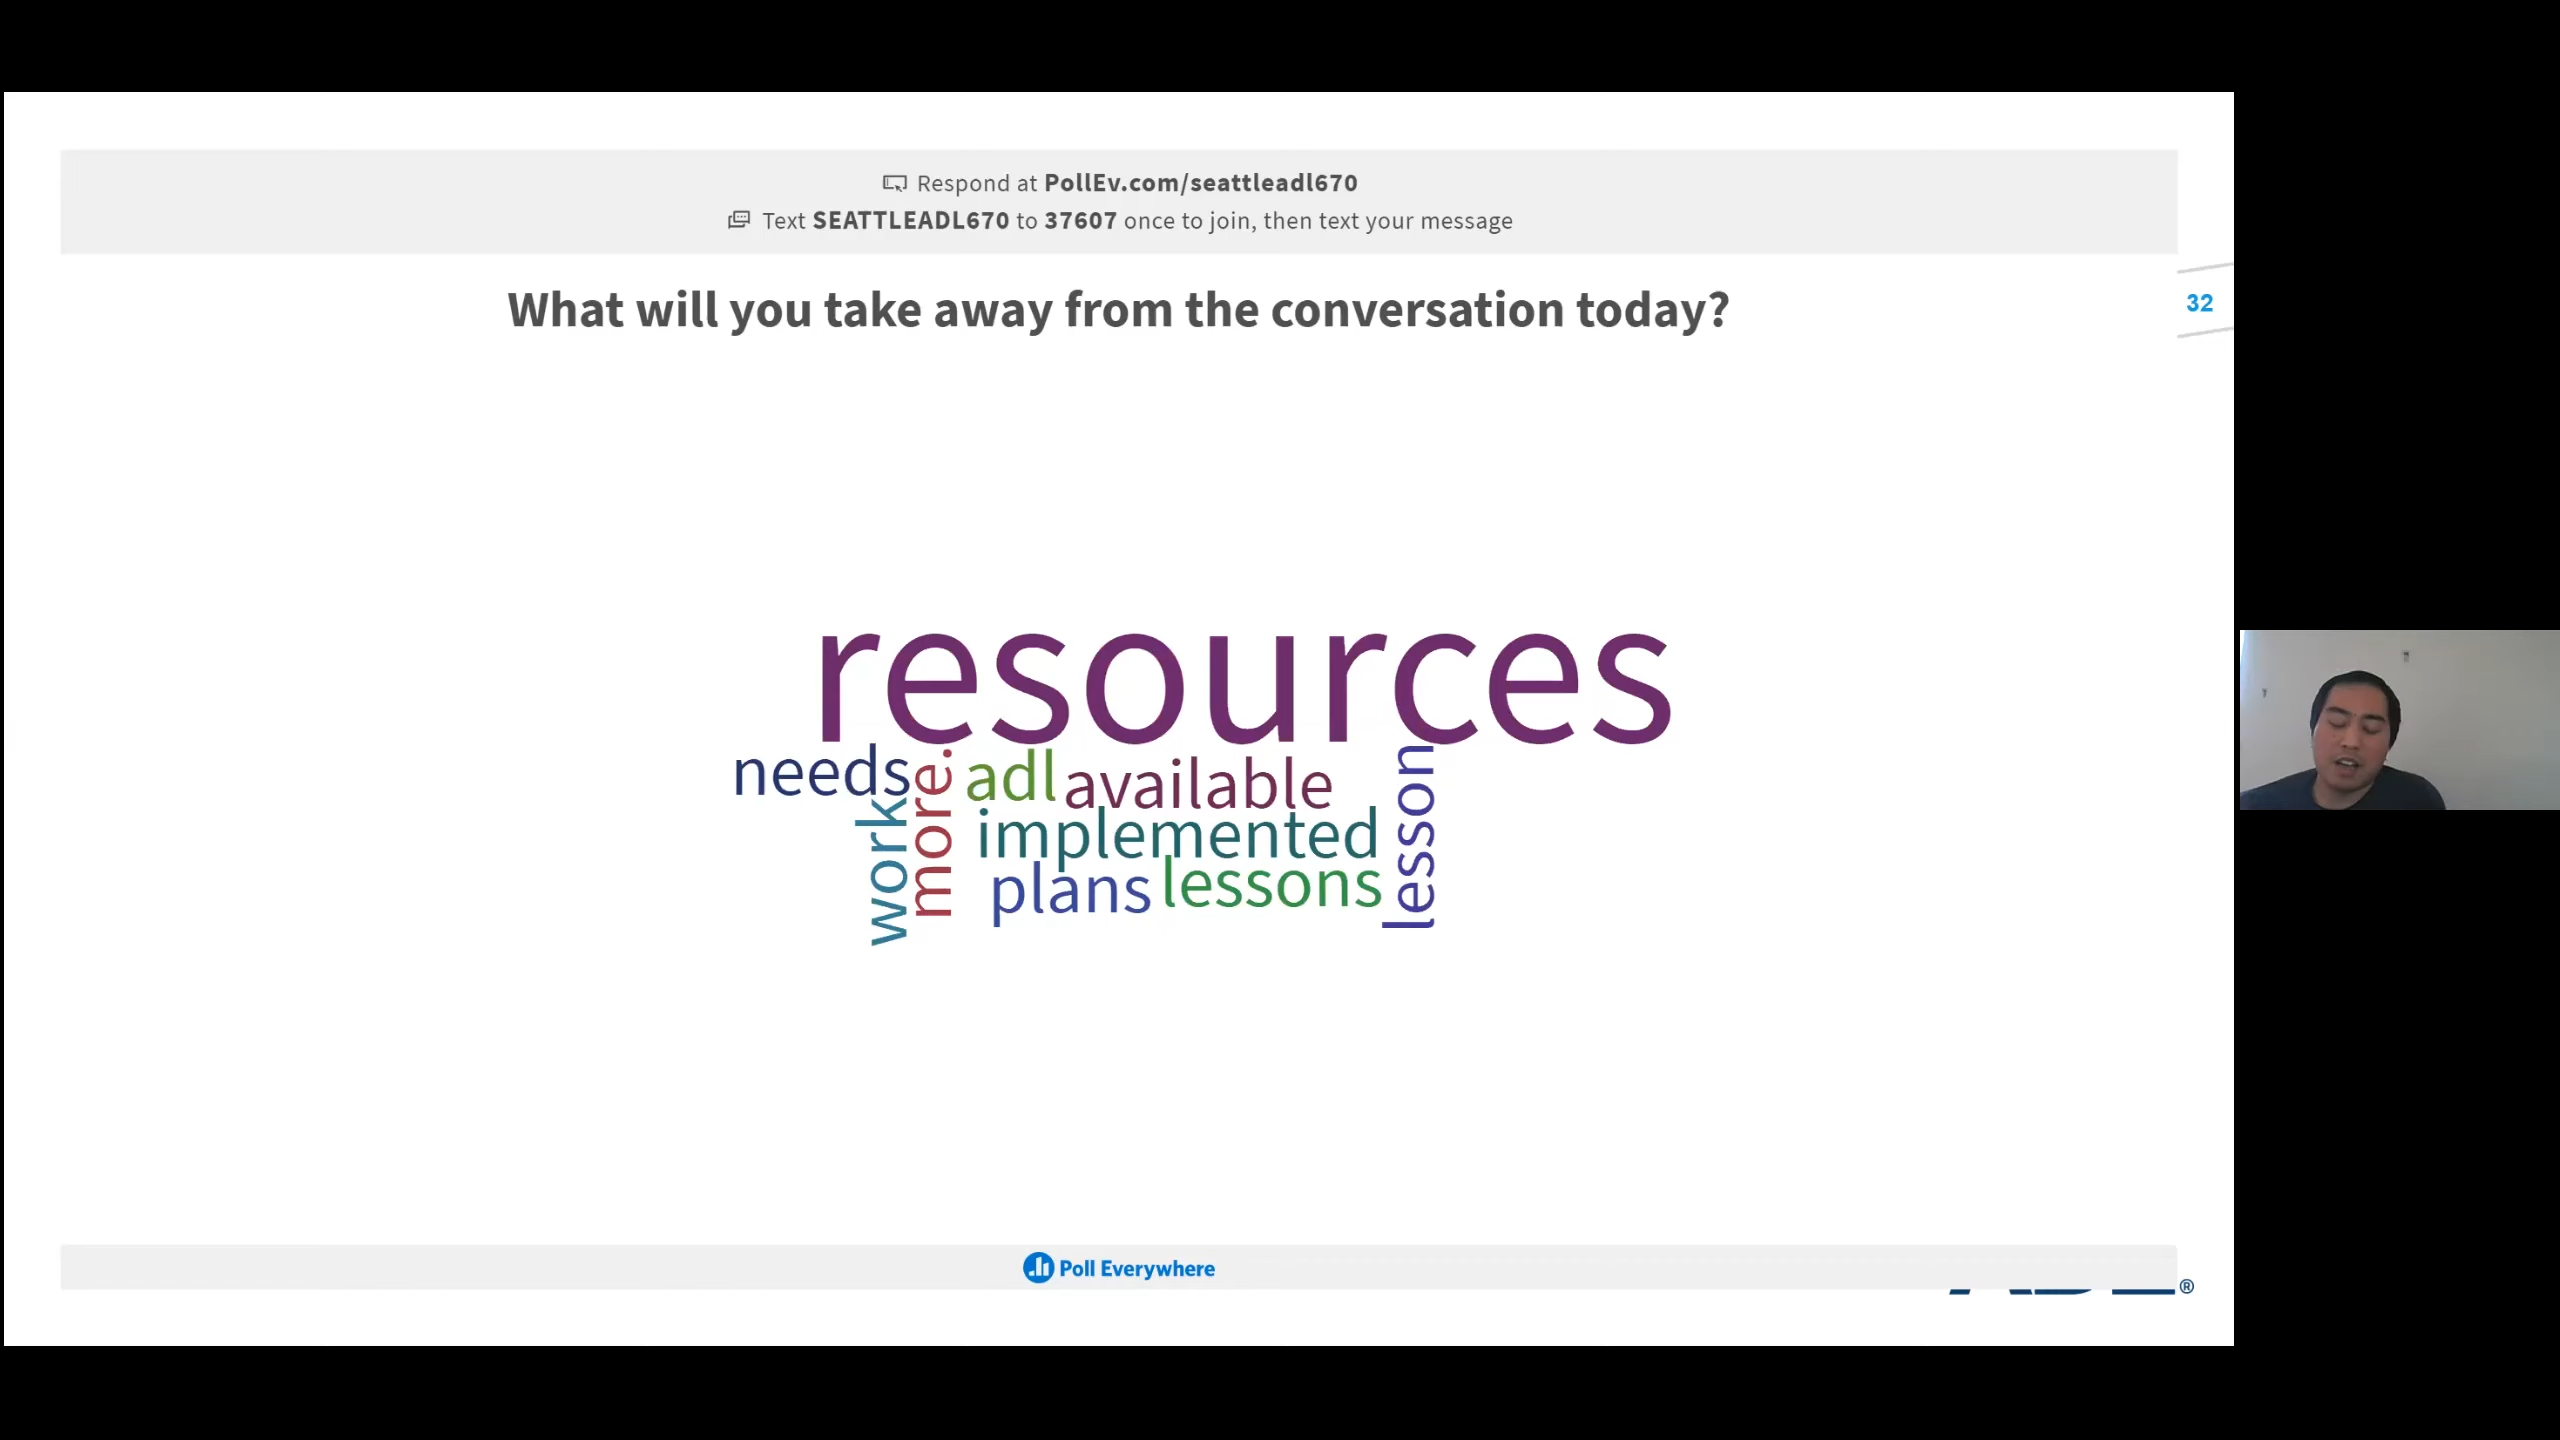 Respond at PollEv.com/seattleadl670
Text SEATTLEADL670 to 37607 once to join, then text your message
What will you take away from the conversation today?
32
resources
needs
work
more.
adl
available
implemented
plans
lessons
lesson
Poll Everywhere
®